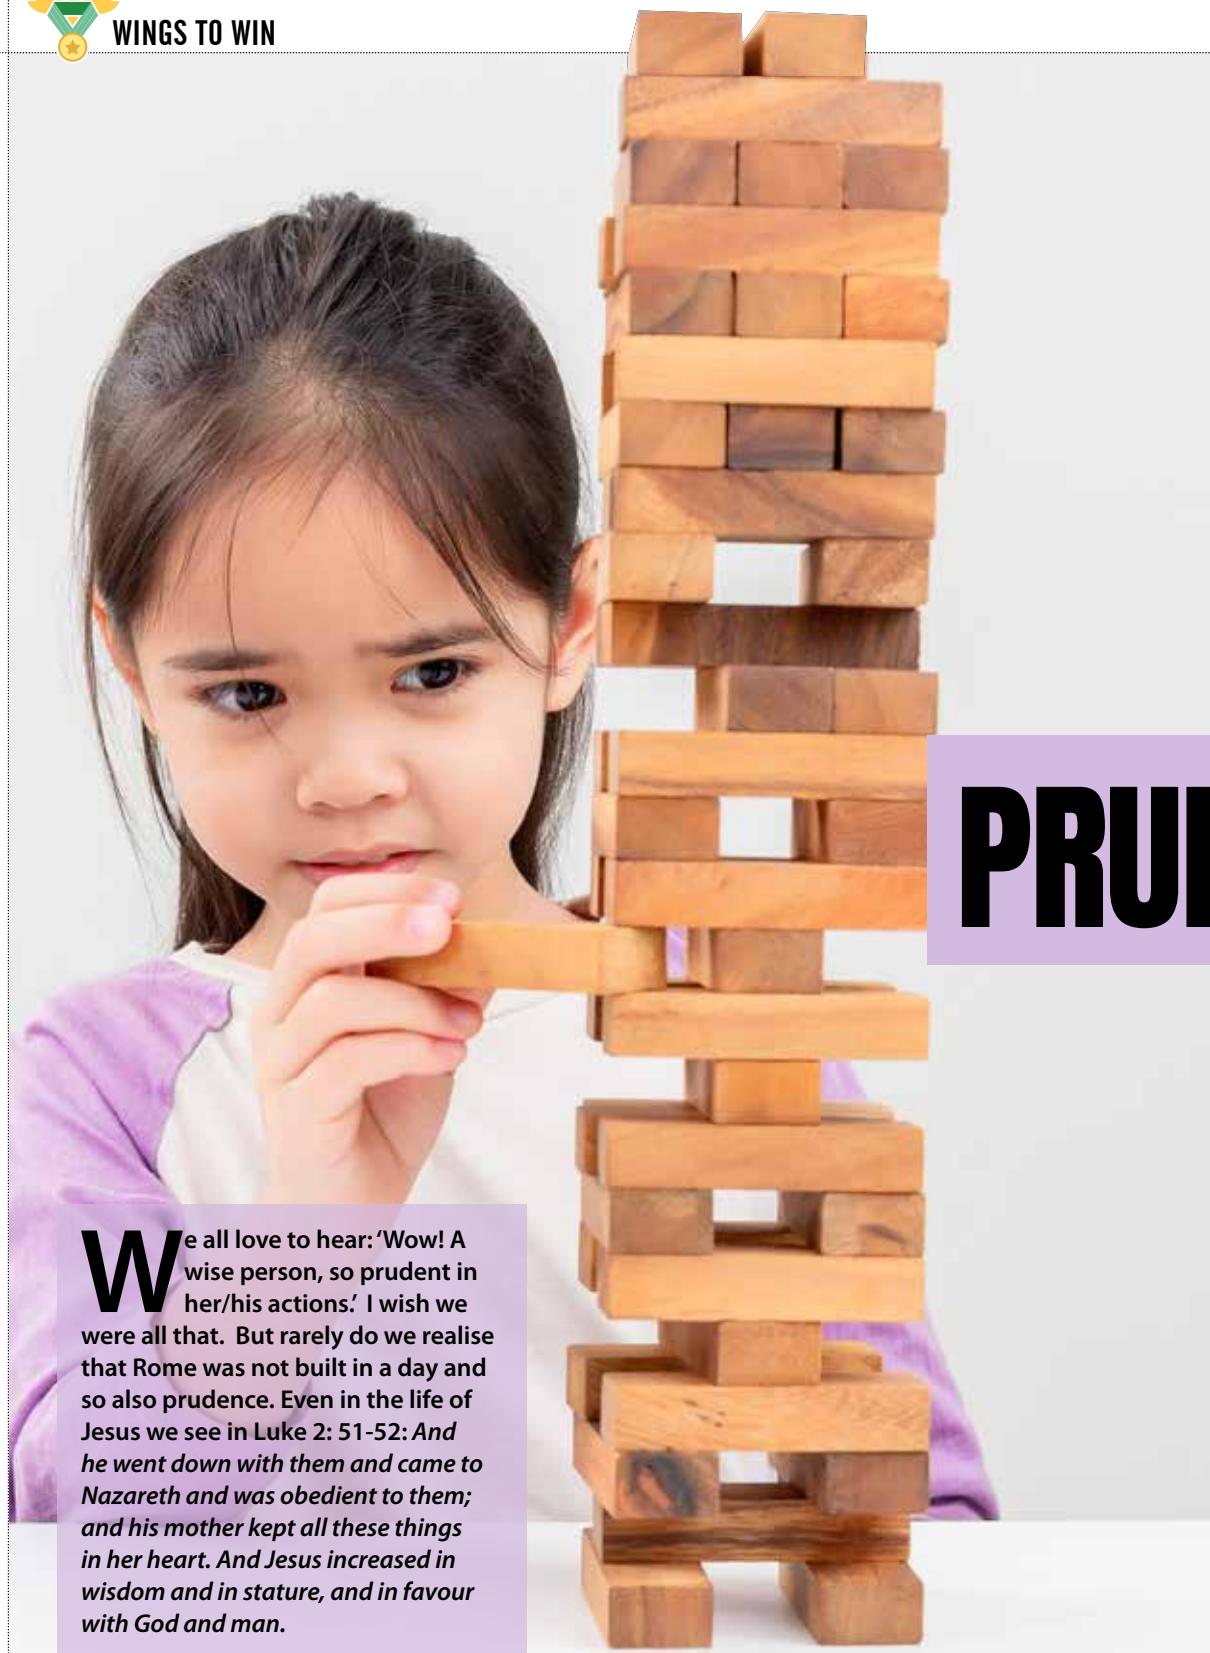 WINGS TO WIN
PRU
We all love to hear: ‘Wow! A
wise person, so prudent in
her/his actions.’ I wish we
were all that. But rarely do we realise
that Rome was not built in a day and
so also prudence. Even in the life of
Jesus we see in Luke 2: 51-52: And
he went down with them and came to
Nazareth and was obedient to them;
and his mother kept all these things
in her heart. And Jesus increased in
wisdom and in stature, and in favour
with God and man.